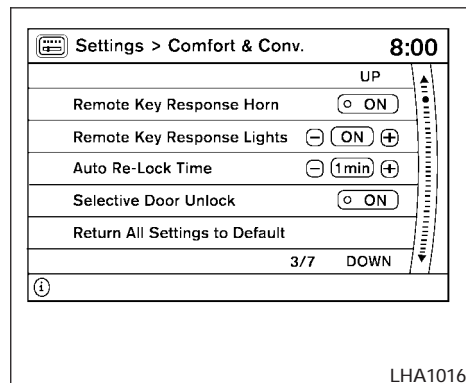 Settings > Comfort & Conv. 8:00
UP
Remote Key Response Horn ON
Remote Key Response Lights − ON +
Auto Re-Lock Time − 1min +
Selective Door Unlock ON
Return All Settings to Default
3/7 DOWN
i
LHA1016